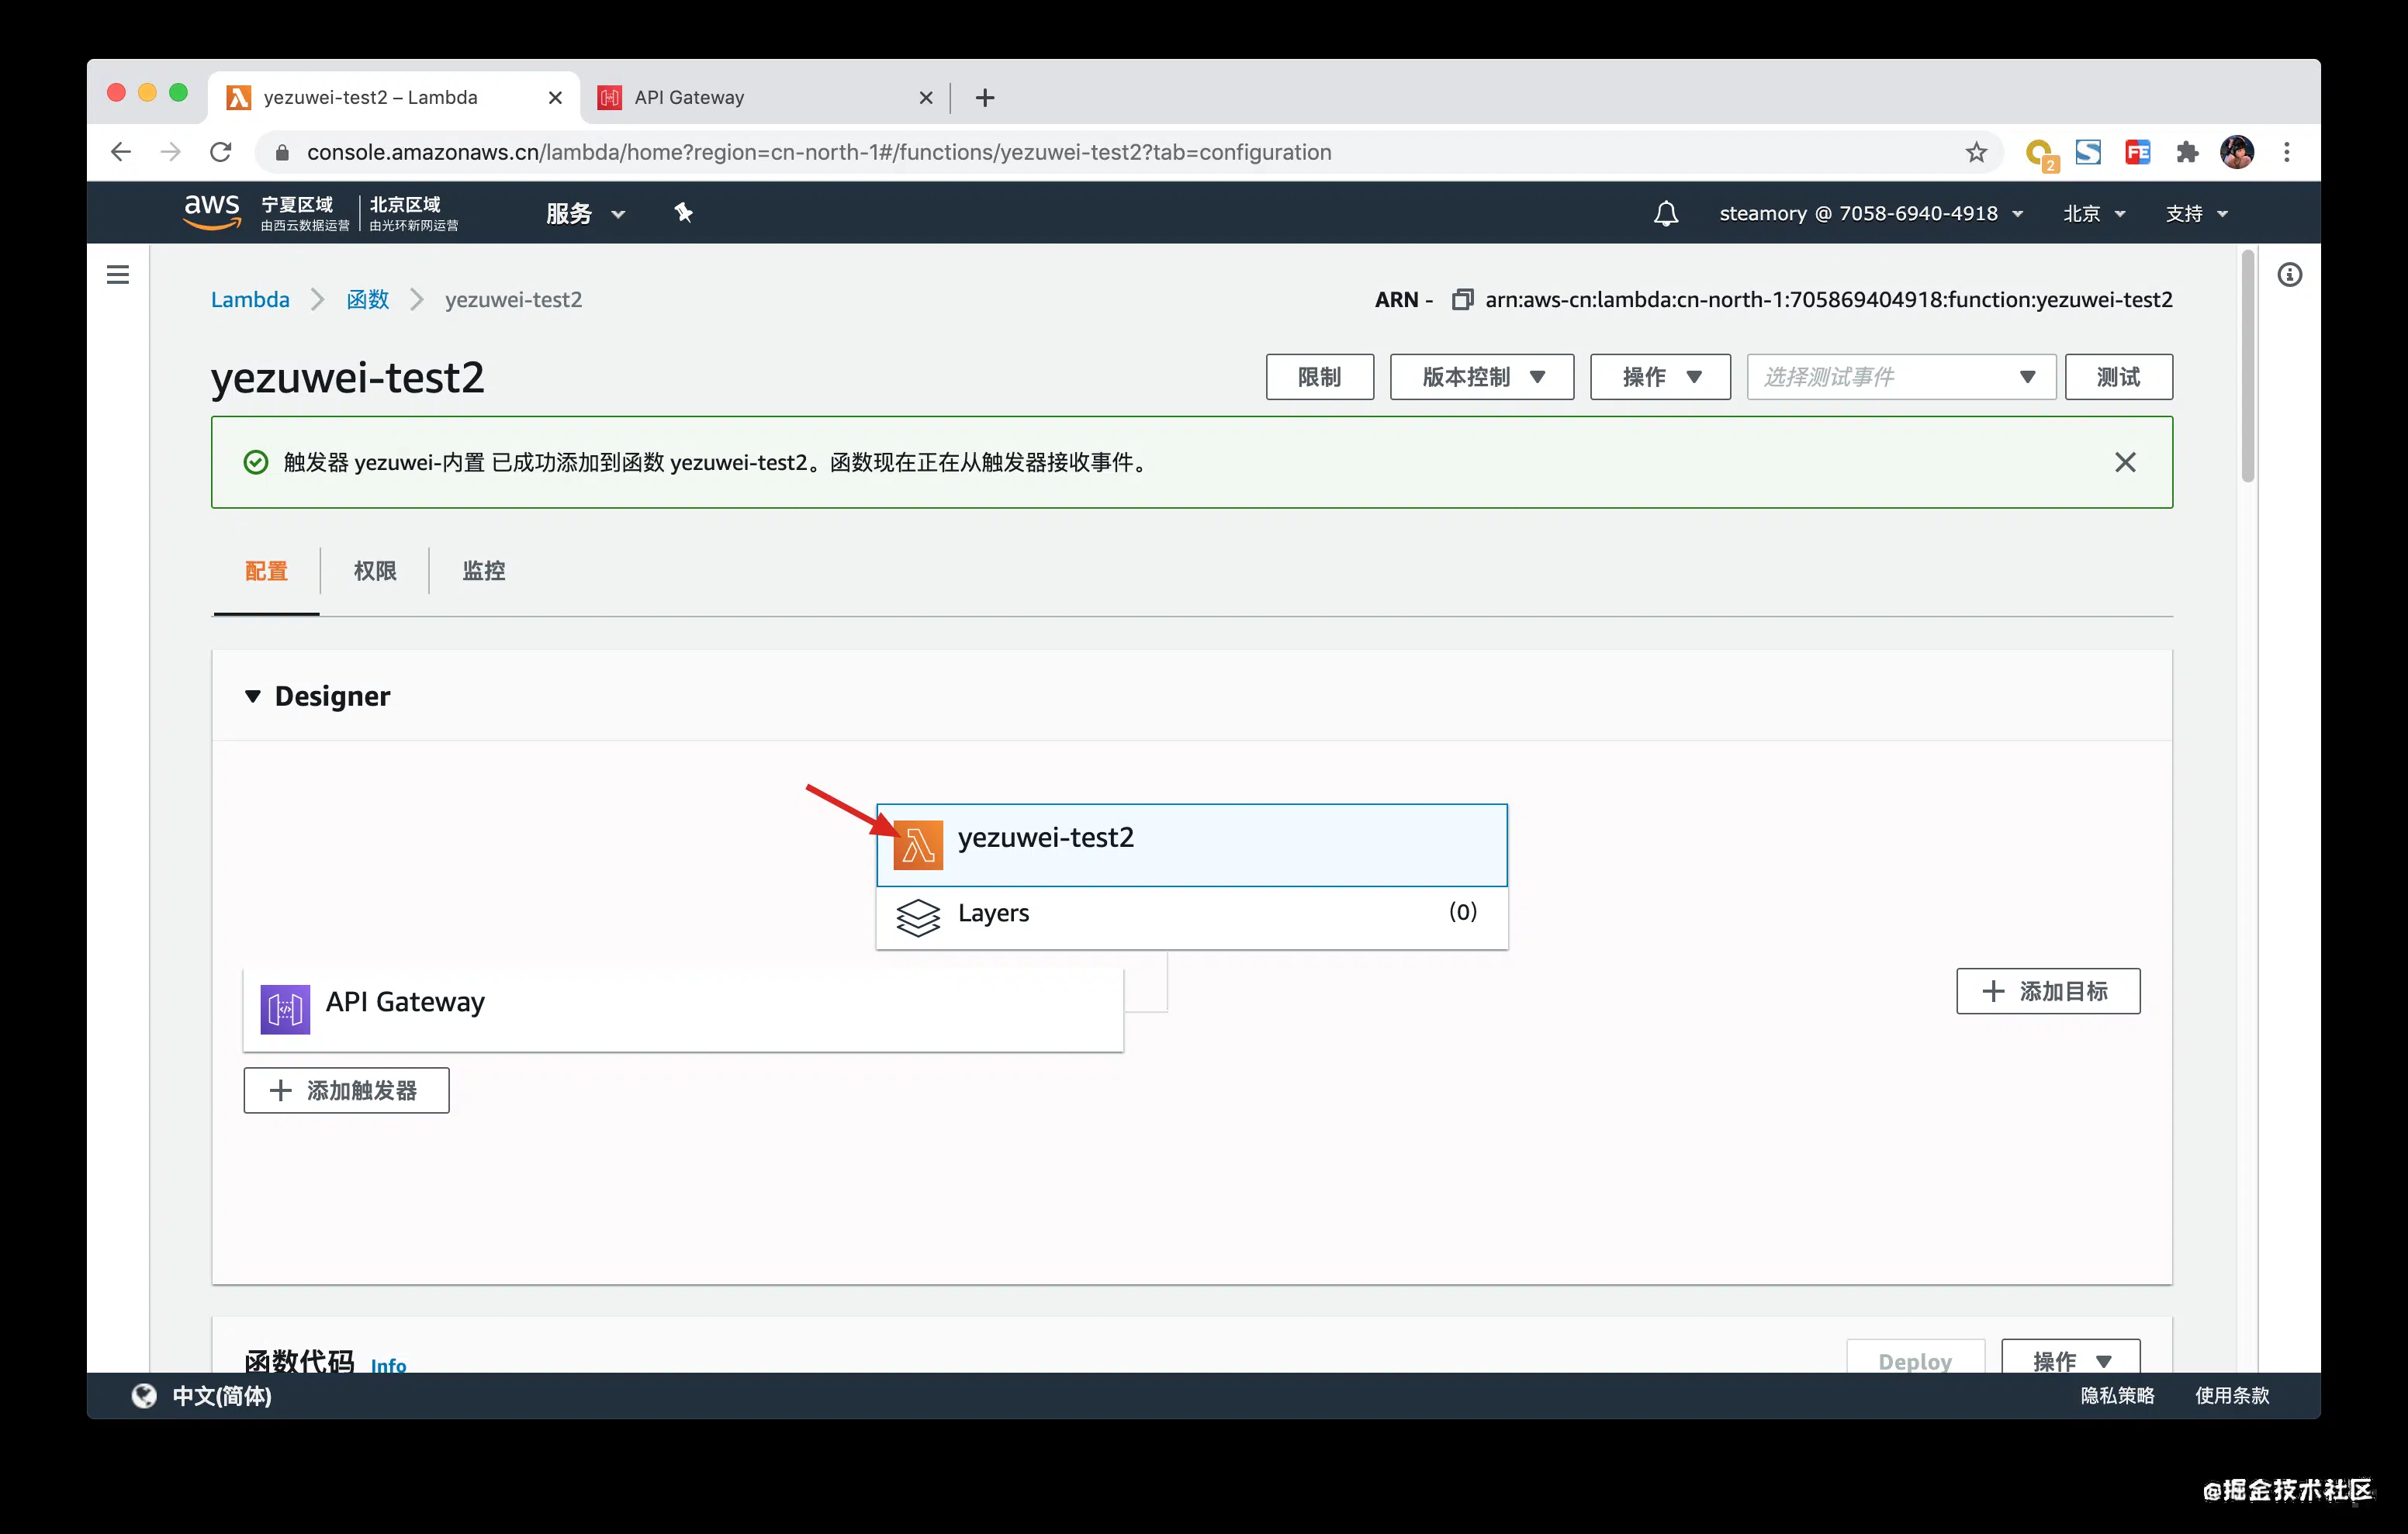 yezuwei-test2 – Lambda
API Gateway
console.amazonaws.cn/lambda/home?region=cn-north-1#/functions/yezuwei-test2?tab=configuration
2
FE
aws
宁夏区域
由西云数据运营
北京区域
由光环新网运营
服务
steamory @ 7058-6940-4918
北京
支持
Lambda
函数
yezuwei-test2
ARN - arn:aws-cn:lambda:cn-north-1:705869404918:function:yezuwei-test2
yezuwei-test2
限制
版本控制
操作
选择测试事件
测试
触发器 yezuwei-内置 已成功添加到函数 yezuwei-test2。函数现在正在从触发器接收事件。
配置
权限
监控
Designer
yezuwei-test2
Layers
(0)
API Gateway
添加目标
添加触发器
函数代码 Info
Deploy
操作
中文(简体)
隐私策略
使用条款
@掘金技术社区